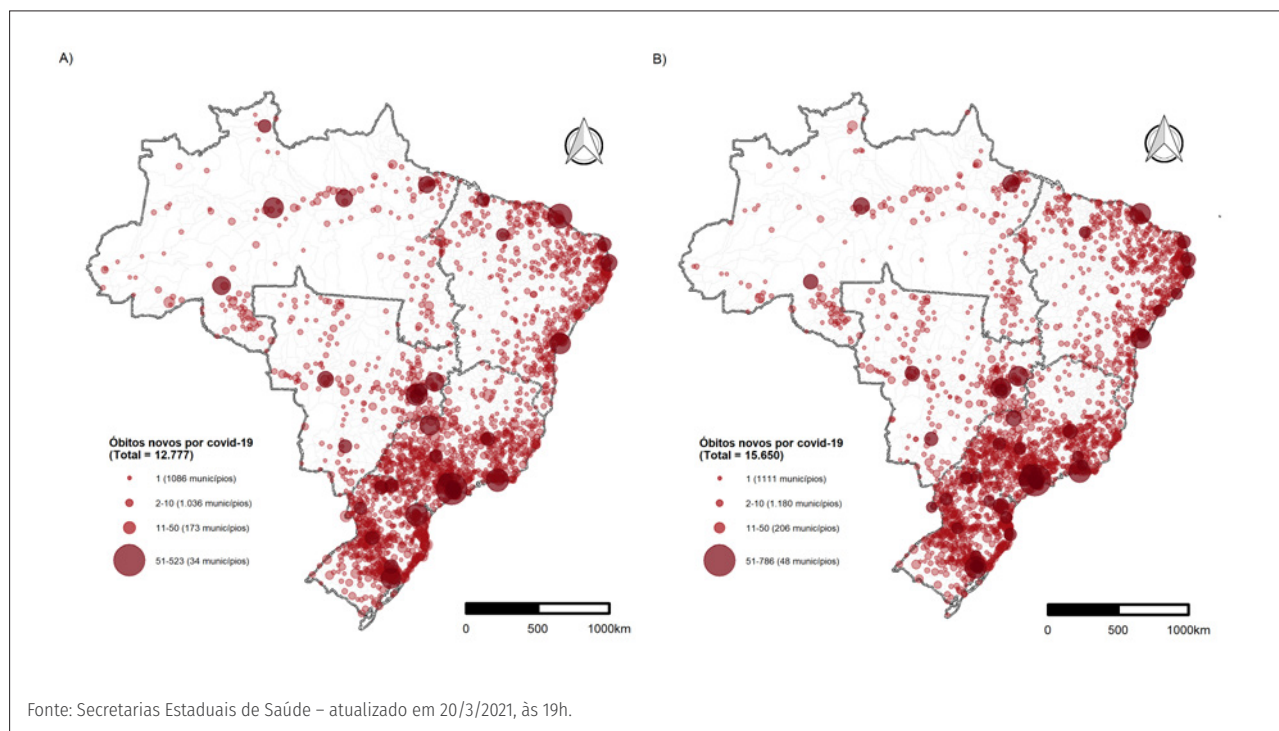 A)
Óbitos novos por covid-19
(Total = 12.777)
1 (1086 municípios)
2-10 (1.036 municípios)
11-50 (173 municípios)
51-523 (34 municípios)
0 500 1000km
B)
Óbitos novos por covid-19
(Total = 15.650)
1 (1111 municípios)
2-10 (1.180 municípios)
11-50 (206 municípios)
51-786 (48 municípios)
0 500 1000km
Fonte: Secretarias Estaduais de Saúde – atualizado em 20/3/2021, às 19h.